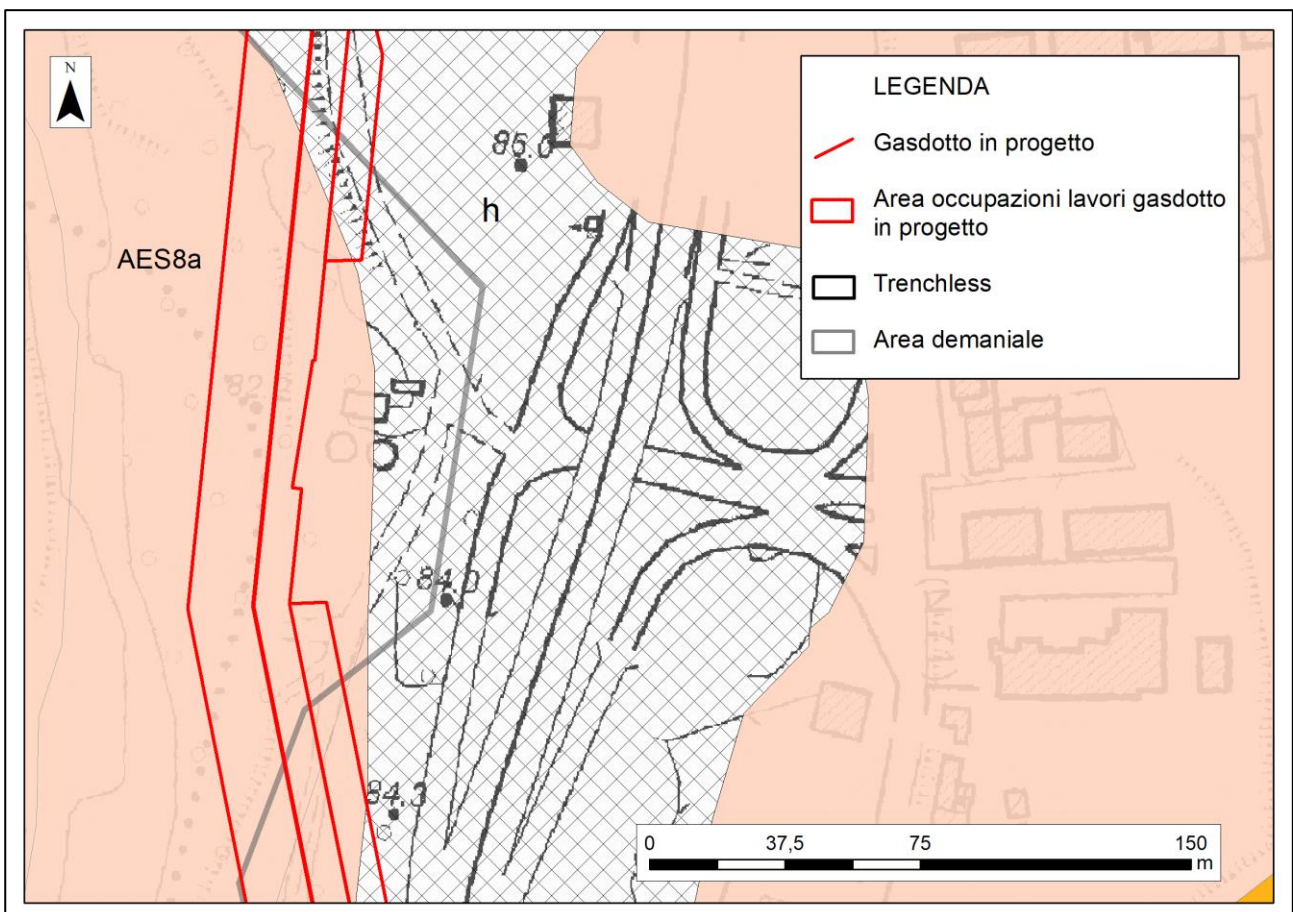 N
LEGENDA
Gasdotto in progetto
Area occupazioni lavori gasdotto
in progetto
Trenchless
Area demaniale
86.0
h
AES8a
84.0
84.3
0 37,5 75 150
m